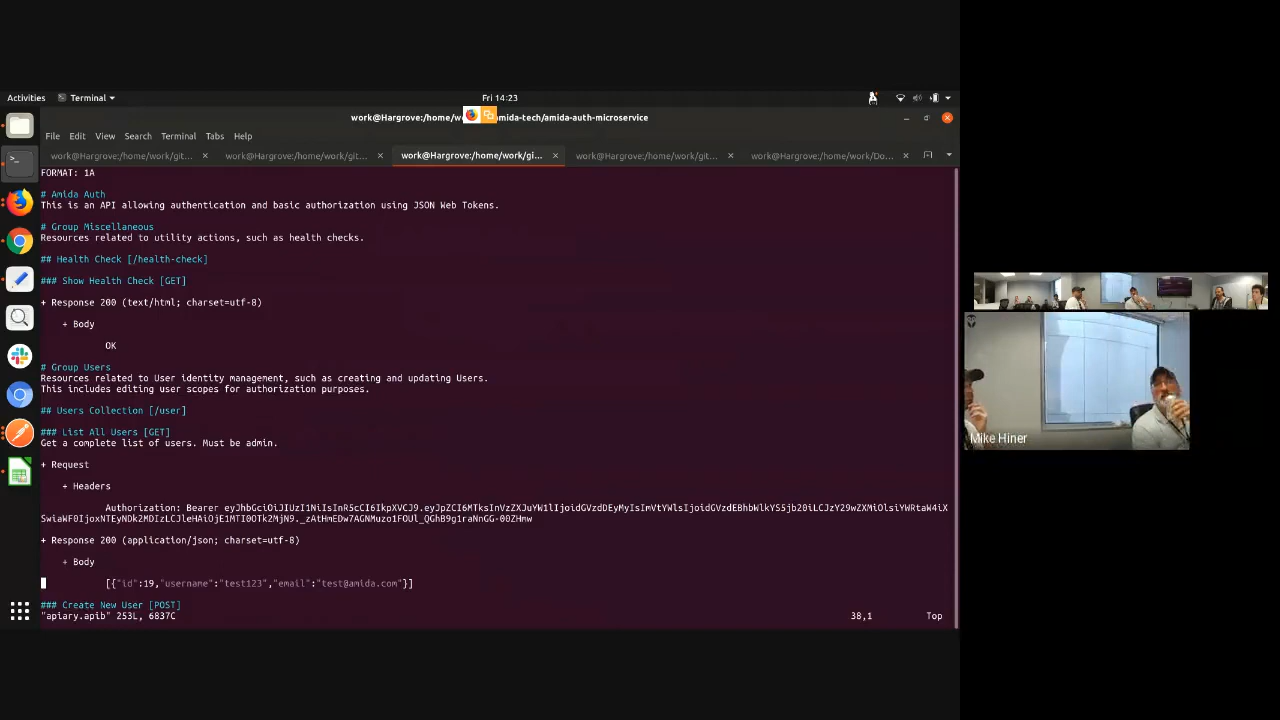 Activities
Terminal
Fri 14:23
work@Hargrove:/home/w
amida-tech/amida-auth-microservice
File Edit View Search Terminal Tabs Help
work@Hargrove:/home/work/git...
work@Hargrove:/home/work/git...
work@Hargrove:/home/work/gi...
work@Hargrove:/home/work/git...
work@Hargrove:/home/work/Do...
FORMAT: 1A
# Amida Auth
This is an API allowing authentication and basic authorization using JSON Web Tokens.
# Group Miscellaneous
Resources related to utility actions, such as health checks.
## Health Check [/health-check]
### Show Health Check [GET]
+ Response 200 (text/html; charset=utf-8)
+ Body
OK
# Group Users
Resources related to User identity management, such as creating and updating Users.
This includes editing user scopes for authorization purposes.
## Users Collection [/user]
### List All Users [GET]
Get a complete list of users. Must be admin.
+ Request
+ Headers
Authorization: Bearer
+ Response 200 (application/json; charset=utf-8)
+ Body
[{"id":19,"username":"test123","email":"test@amida.com"}]
### Create New User [POST]
"apiary.apib" 253L, 6837C
38,1
Top
Mike Hiner